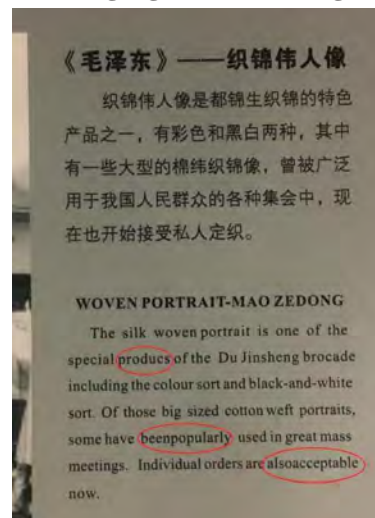 《毛泽东》——织锦伟人像
织锦伟人像是都锦生织锦的特色
产品之一，有彩色和黑白两种，其中
有一些大型的棉纬织锦像，曾被广泛
用于我国人民群众的各种集会中，现
在也开始接受私人定织。
WOVEN PORTRAIT-MAO ZEDONG
The silk woven portrait is one of the
special producs of the Du Jinsheng brocade
including the colour sort and black-and-white
sort. Of those big sized cotton weft portraits,
some have beenpopularly used in great mass
meetings. Individual orders are alsoacceptable
now.